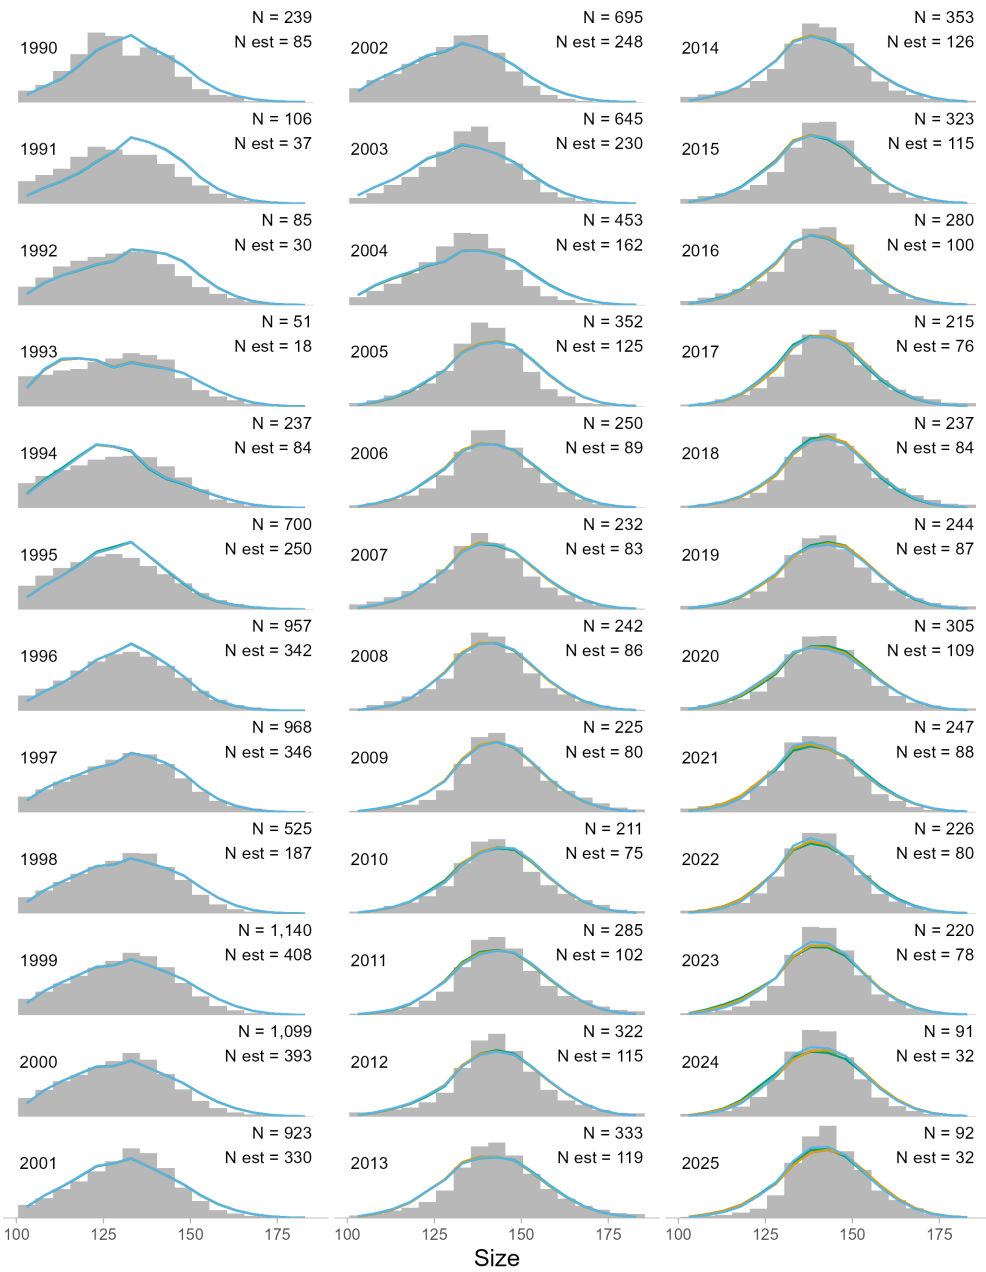 1990
N = 239
N est = 85
2002
N = 695
N est = 248
2014
N = 353
N est = 126
1991
N = 106
N est = 37
2003
N = 645
N est = 230
2015
N = 323
N est = 115
1992
N = 85
N est = 30
2004
N = 453
N est = 162
2016
N = 280
N est = 100
1993
N = 51
N est = 18
2005
N = 352
N est = 125
2017
N = 215
N est = 76
1994
N = 237
N est = 84
2006
N = 250
N est = 89
2018
N = 237
N est = 84
1995
N = 700
N est = 250
2007
N = 232
N est = 83
2019
N = 244
N est = 87
1996
N = 957
N est = 342
2008
N = 242
N est = 86
2020
N = 305
N est = 109
1997
N = 968
N est = 346
2009
N = 225
N est = 80
2021
N = 247
N est = 88
1998
N = 525
N est = 187
2010
N = 211
N est = 75
2022
N = 226
N est = 80
1999
N = 1,140
N est = 408
2011
N = 285
N est = 102
2023
N = 220
N est = 78
2000
N = 1,099
N est = 393
2012
N = 322
N est = 115
2024
N = 91
N est = 32
2001
N = 923
N est = 330
2013
N = 333
N est = 119
2025
N = 92
N est = 32
100 125 150 175 100 125 150 175 100 125 150 175
Size